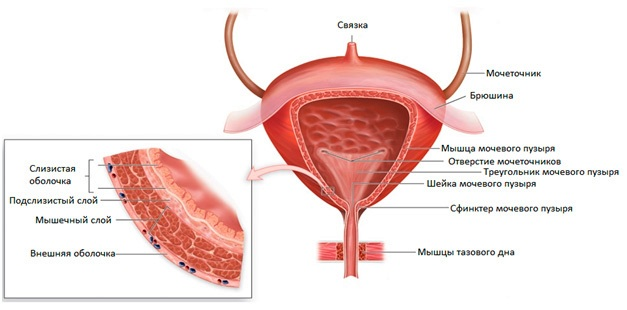 Связка
Мочеточник
Брюшина
Мышца мочевого пузыря
Отверстие мочеточников
Треугольник мочевого пузыря
Шейка мочевого пузыря
Сфинктер мочевого пузыря
Мышцы тазового дна
Слизистая
оболочка
Подслизистый слой
Мышечный слой
Внешняя оболочка